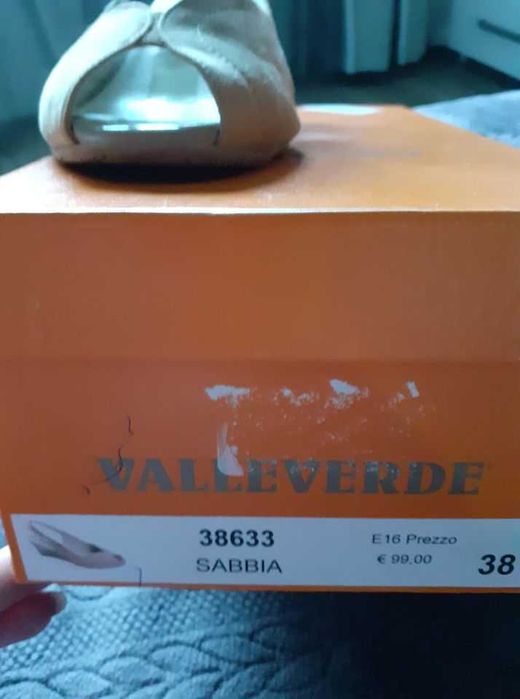 VALLEVERDE
38633
SABBIA
E16 Prezzo
€ 99,00
38